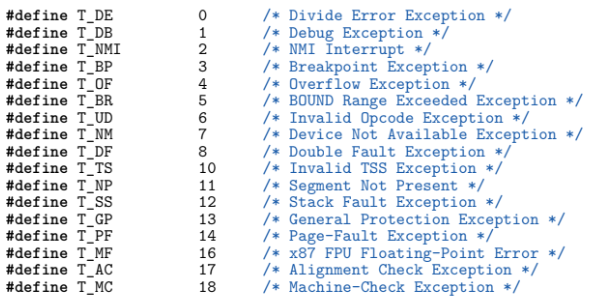 #define T_DE 0 /* Divide Error Exception */
#define T_DB 1 /* Debug Exception */
#define T_NMI 2 /* NMI Interrupt */
#define T_BP 3 /* Breakpoint Exception */
#define T_OF 4 /* Overflow Exception */
#define T_BR 5 /* BOUND Range Exceeded Exception */
#define T_UD 6 /* Invalid Opcode Exception */
#define T_NM 7 /* Device Not Available Exception */
#define T_DF 8 /* Double Fault Exception */
#define T_TS 10 /* Invalid TSS Exception */
#define T_NP 11 /* Segment Not Present */
#define T_SS 12 /* Stack Fault Exception */
#define T_GP 13 /* General Protection Exception */
#define T_PF 14 /* Page-Fault Exception */
#define T_MF 16 /* x87 FPU Floating-Point Error */
#define T_AC 17 /* Alignment Check Exception */
#define T_MC 18 /* Machine-Check Exception */